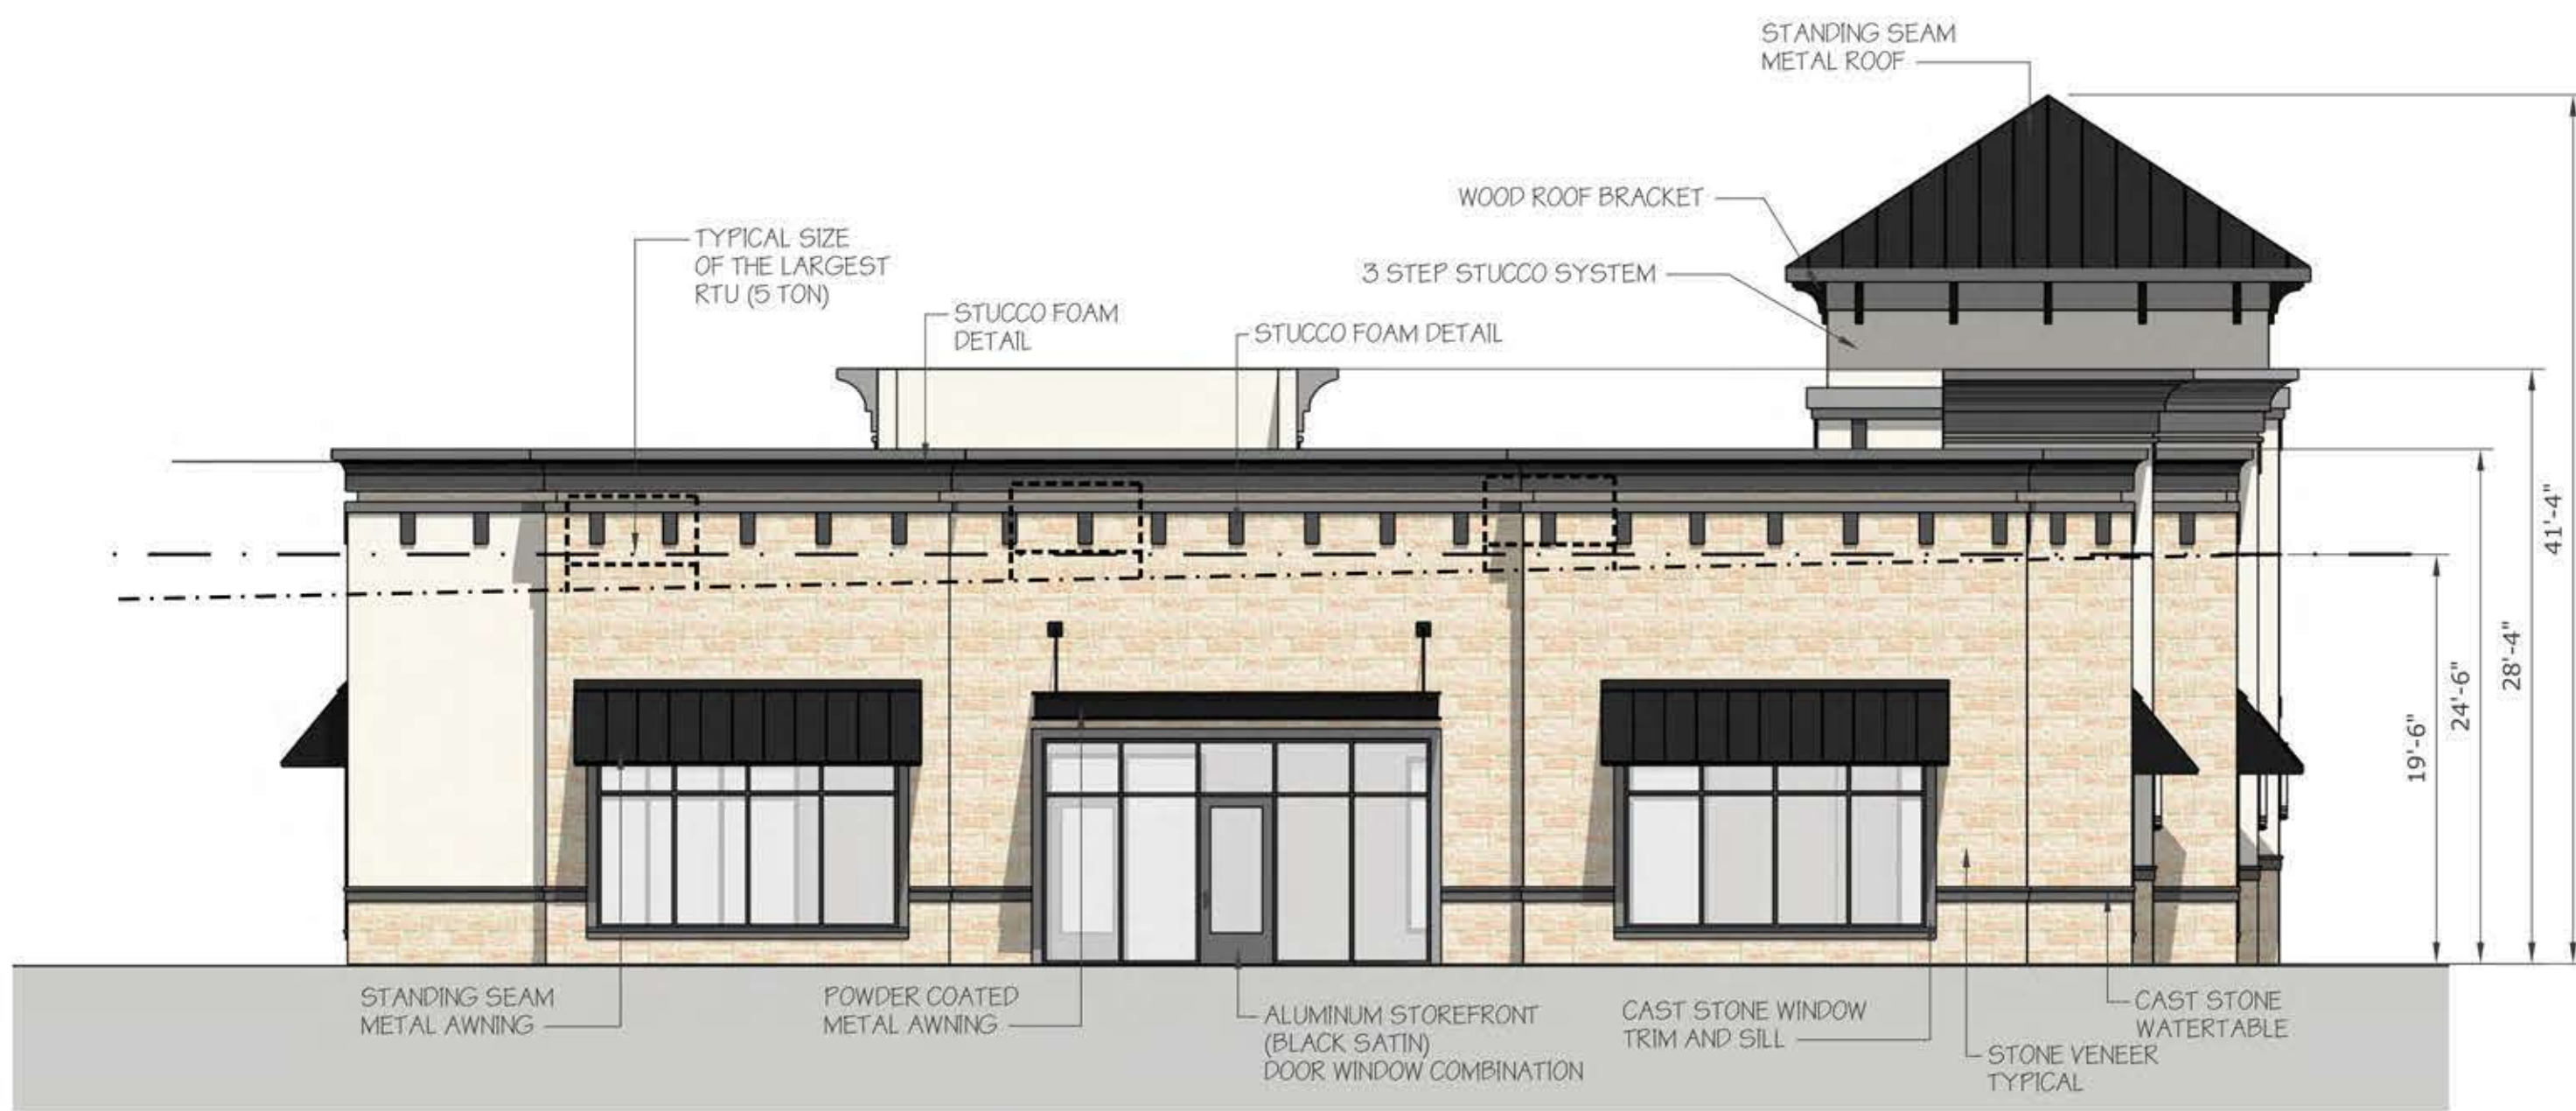 STANDING SEAM
METAL ROOF
WOOD ROOF BRACKET
3 STEP STUCCO SYSTEM
TYPICAL SIZE
OF THE LARGEST
RTU (5 TON)
STUCCO FOAM
DETAIL
STUCCO FOAM DETAIL
19'-6"
24'-6"
28'-4"
41'-4"
STANDING SEAM
METAL AWNING
POWDER COATED
METAL AWNING
ALUMINUM STOREFRONT
(BLACK SATIN)
DOOR WINDOW COMBINATION
CAST STONE WINDOW
TRIM AND SILL
CAST STONE
WATERTABLE
STONE VENEER
TYPICAL